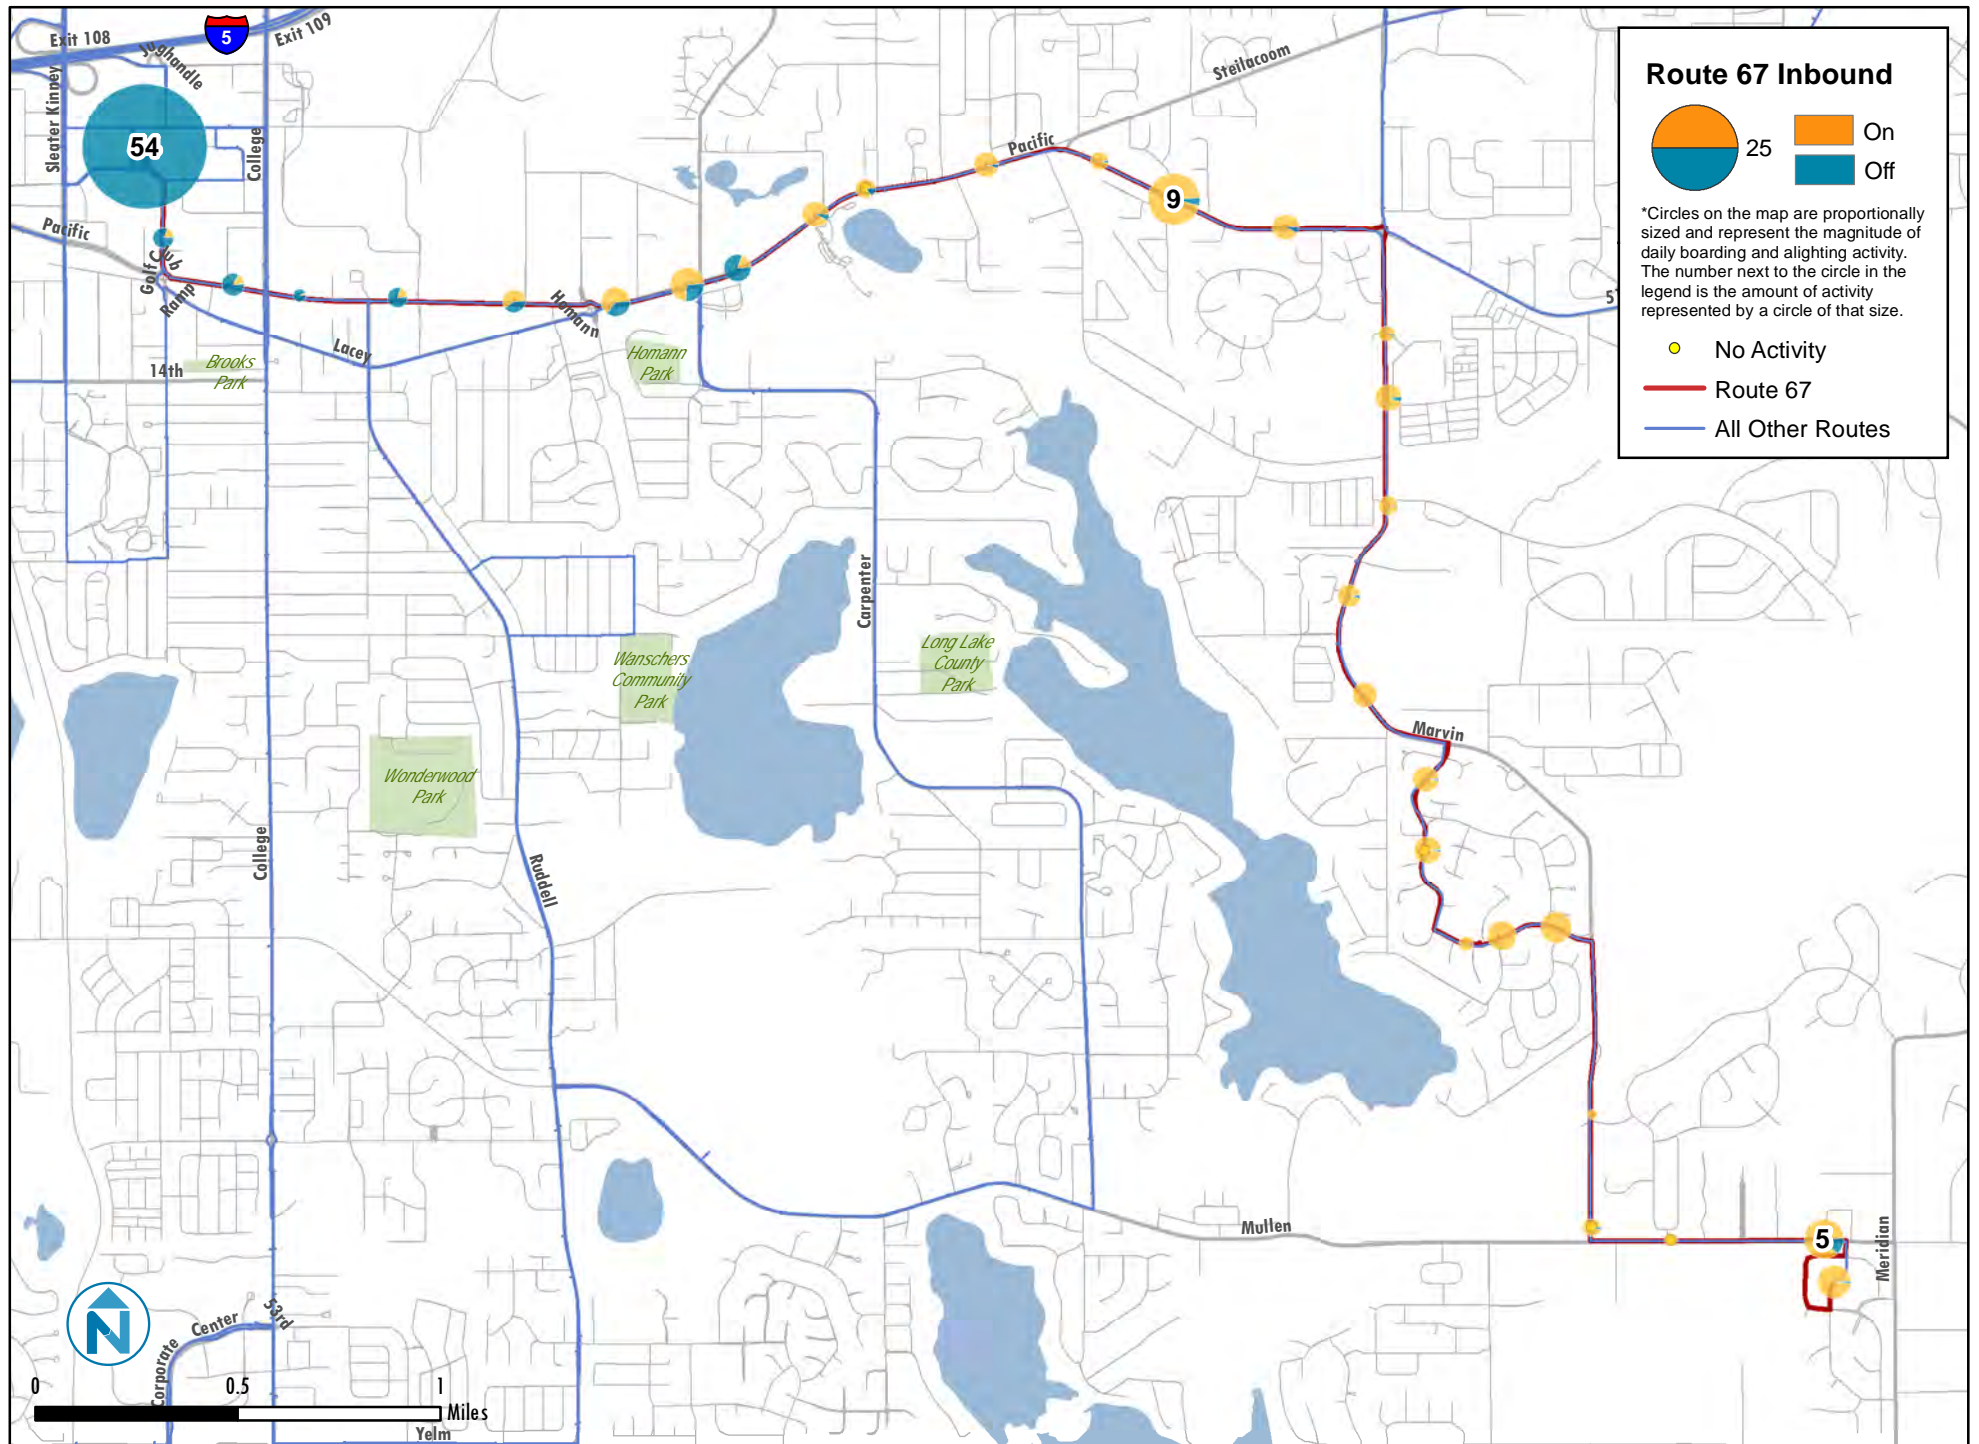 Exit 108
5
Exit 109
Jughandle
Sleater Kinney
College
54
Pacific
Golf Club
Ramp
Lacey
14th
Brooks
Park
Homann
Homann
Park
Pacific
Steilacoom
9
51
Route 67 Inbound
25
On
Off
*Circles on the map are proportionally
sized and represent the magnitude of
daily boarding and alighting activity.
The number next to the circle in the
legend is the amount of activity
represented by a circle of that size.
No Activity
Route 67
All Other Routes
Carpenter
Wanschers
Community
Park
Long Lake
County
Park
Wonderwood
Park
Marvin
College
Ruddell
Mullen
5
Meridian
N
Corporate Center
53rd
0
0.5
1
Miles
Yelm